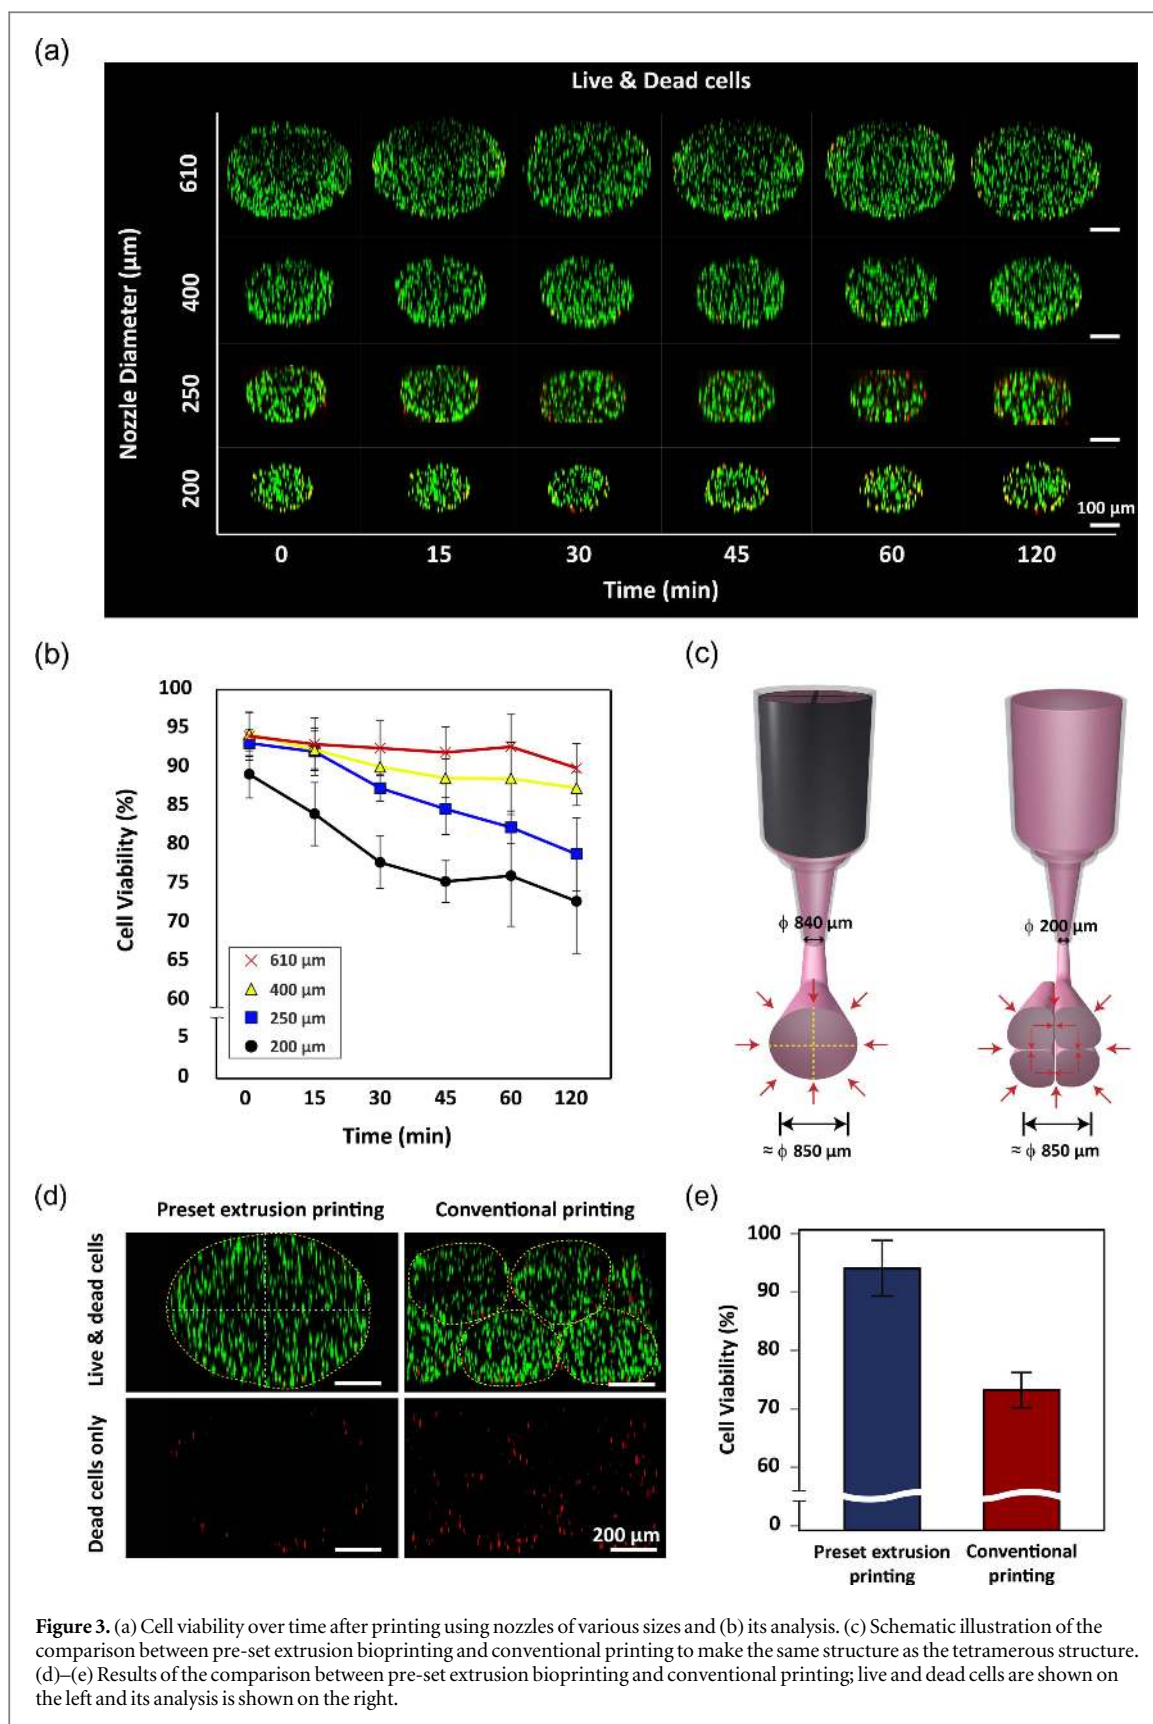 (a)
Live & Dead cells
Nozzle Diameter (μm)
610
400
250
200
100 μm
0 15 30 45 60 120
Time (min)
(b)
100
95
90
85
80
75
70
65
60
5
0
Cell Viability (%)
610 μm
400 μm
250 μm
200 μm
0 15 30 45 60 120
Time (min)
(c)
ϕ 840 μm
ϕ 200 μm
≈ ϕ 850 μm
≈ ϕ 850 μm
(d)
Preset extrusion printing
Conventional printing
Live & dead cells
Dead cells only
200 μm
(e)
100
90
80
70
60
0
Cell Viability (%)
Preset extrusion
printing
Conventional
printing
Figure 3. (a) Cell viability over time after printing using nozzles of various sizes and (b) its analysis. (c) Schematic illustration of the
comparison between pre-set extrusion bioprinting and conventional printing to make the same structure as the tetramerous structure.
(d)–(e) Results of the comparison between pre-set extrusion bioprinting and conventional printing; live and dead cells are shown on
the left and its analysis is shown on the right.